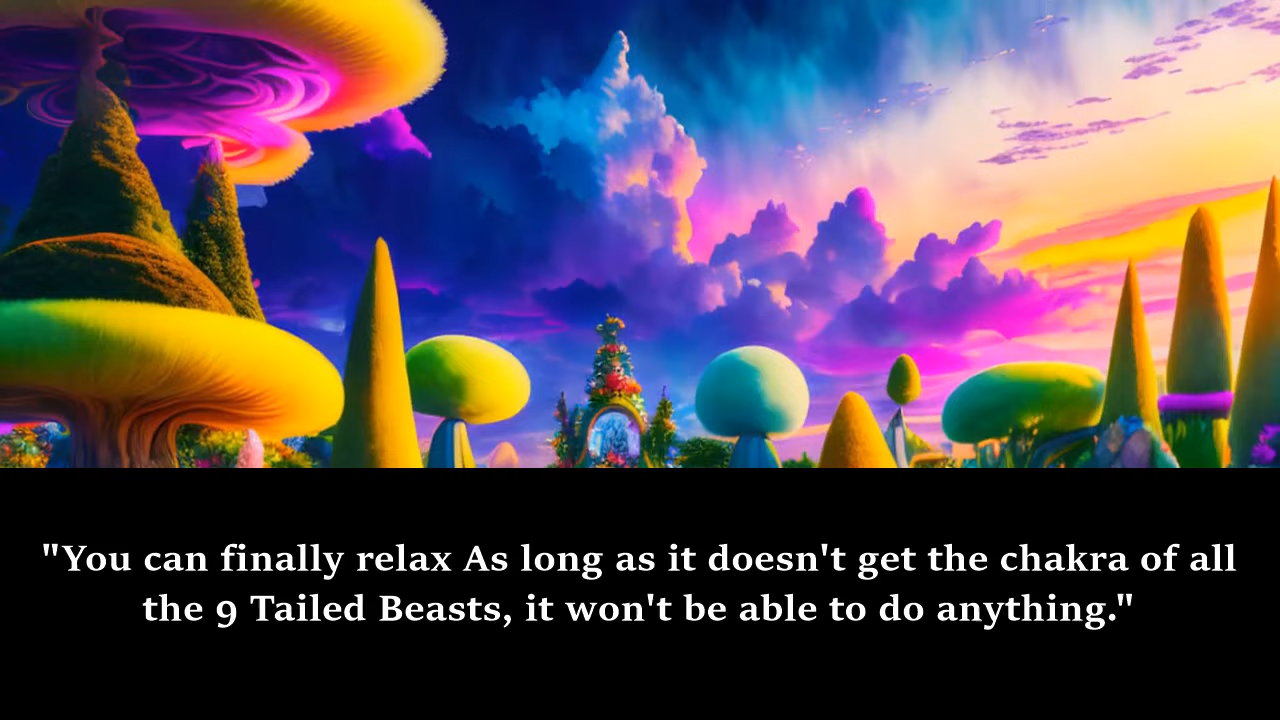 "You can finally relax As long as it doesn't get the chakra of all
the 9 Tailed Beasts, it won't be able to do anything."